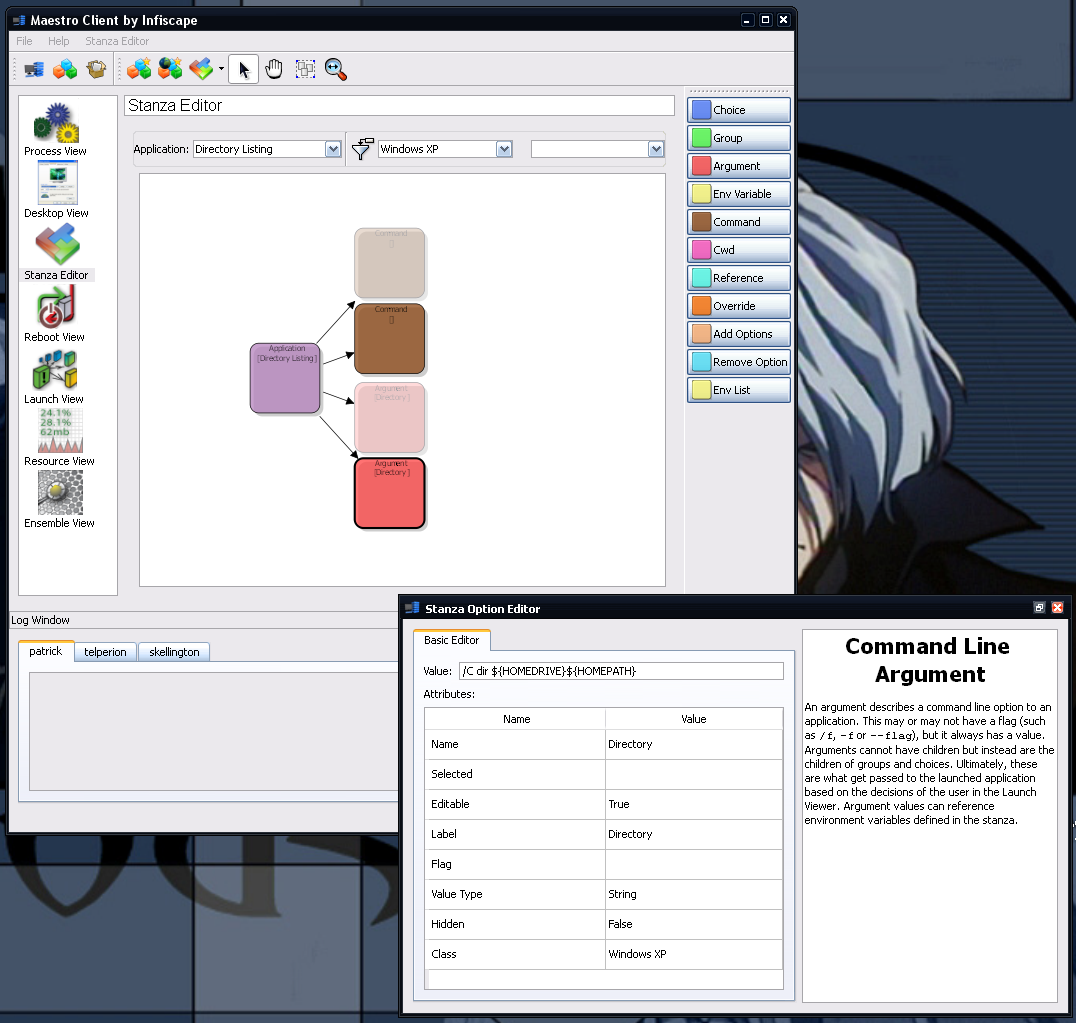 Maestro Client by Infiscape
File Help Stanza Editor
Process View
Desktop View
Stanza Editor
Reboot View
Launch View
24.1%
28.1%
62mb
Resource View
Ensemble View
Stanza Editor
Application: Directory Listing Windows XP
Command
[]
Command
[]
Application
[Directory Listing]
Argument
[Directory]
Argument
[Directory]
Choice
Group
Argument
Env Variable
Command
Cwd
Reference
Override
Add Options
Remove Option
Env List
Log Window
patrick telperion skellington
Stanza Option Editor
Basic Editor
Value: /C dir ${HOMEDRIVE}${HOMEPATH}
Attributes:
Name Value
Name Directory
Selected
Editable True
Label Directory
Flag
Value Type String
Hidden False
Class Windows XP
Command Line
Argument
An argument describes a command line option to an
application. This may or may not have a flag (such
as /f, -f or --flag), but it always has a value.
Arguments cannot have children but instead are the
children of groups and choices. Ultimately, these
are what get passed to the launched application
based on the decisions of the user in the Launch
Viewer. Argument values can reference
environment variables defined in the stanza.